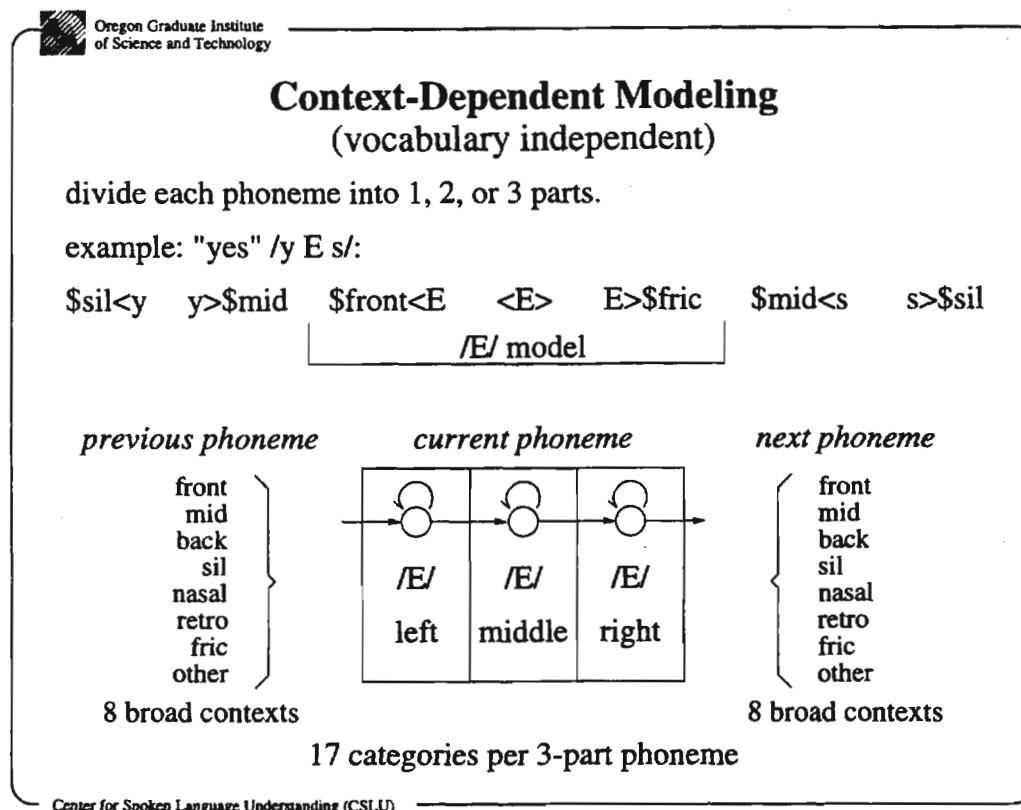 Oregon Graduate Institute
of Science and Technology
Context-Dependent Modeling
(vocabulary independent)
divide each phoneme into 1, 2, or 3 parts.
example: "yes" /y E s/:
$sil<y y>$mid $front<E <E> E>$fric $mid<s s>$sil
/E/ model
previous phoneme current phoneme next phoneme
front
mid
back
sil
nasal
retro
fric
other
8 broad contexts
/E/ /E/ /E/
left middle right
front
mid
back
sil
nasal
retro
fric
other
8 broad contexts
17 categories per 3-part phoneme
Center for Spoken Language Understanding (CSLU)